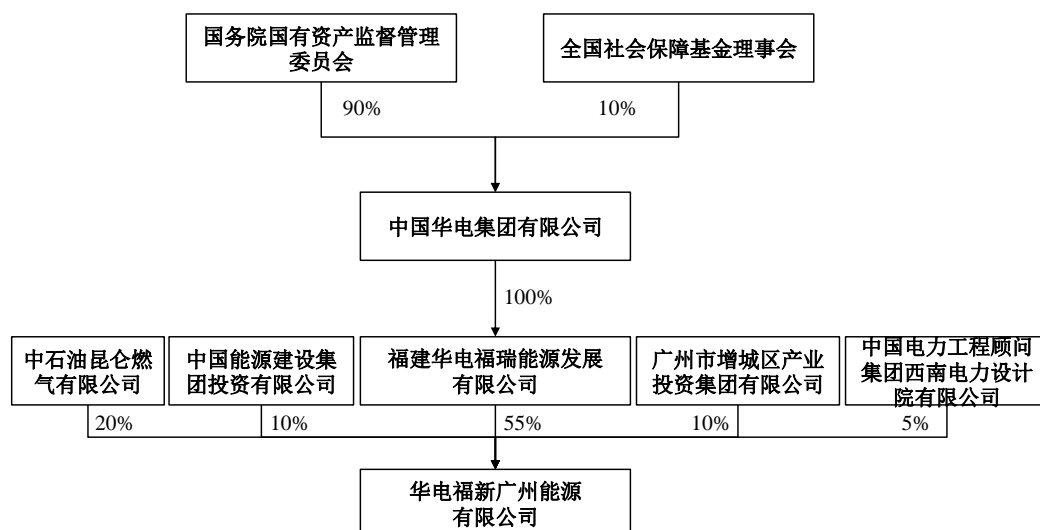 国务院国有资产监督管理
委员会
全国社会保障基金理事会
90%
10%
中国华电集团有限公司
100%
中石油昆仑燃
气有限公司
中国能源建设集
团投资有限公司
福建华电福瑞能源发展
有限公司
广州市增城区产业
投资集团有限公司
中国电力工程顾问
集团西南电力设计
院有限公司
20%
10%
55%
10%
5%
华电福新广州能源
有限公司